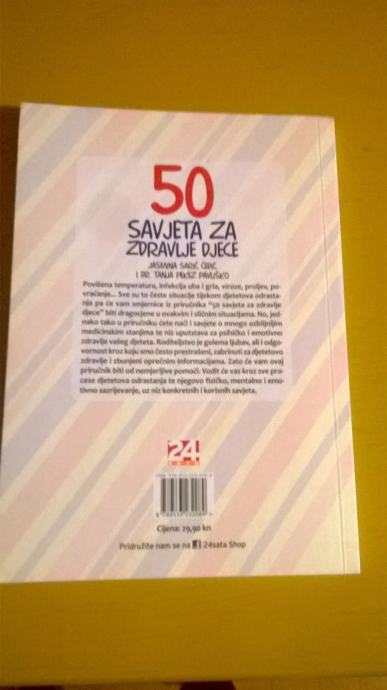 50
SAVJETA ZA
ZDRAVLJE DJECE
JASMINA SARIĆ
I DR. TANJA PEKEZ PAVLIŠKO
Povišena temperatura, infekcija uha i grla, viroze, proljev, po-
vraćanje... Sve su to česte situacije tijekom djetetova odrasta-
nja pa će vam smjernice iz priručnika "50 savjeta za zdravlje
djece" biti dragocjene u ovakvim i sličnim situacijama. No, jed-
nako tako u priručniku ćete naći i savjete o mnogo ozbiljnijim
medicinskim stanjima te niz uputstava za psihičko i emotivno
zdravlje vašeg djeteta. Roditeljstvo je golema ljubav, ali i odgo-
vornost kroz koju smo često prestrašeni, zabrinuti za djetetovo
zdravlje i zbunjeni oprečnim informacijama. Zato će vam ovaj
priručnik biti od nemjerljive pomoći. Vodit će vas kroz sve pro-
cese djetetova odrastanja te njegovo fizičko, mentalno i emo-
tivno sazrijevanje, uz niz konkretnih i korisnih savjeta.
24
SATA
Cijena: 29,90 kn
Pridružite nam se na f 24sata Shop